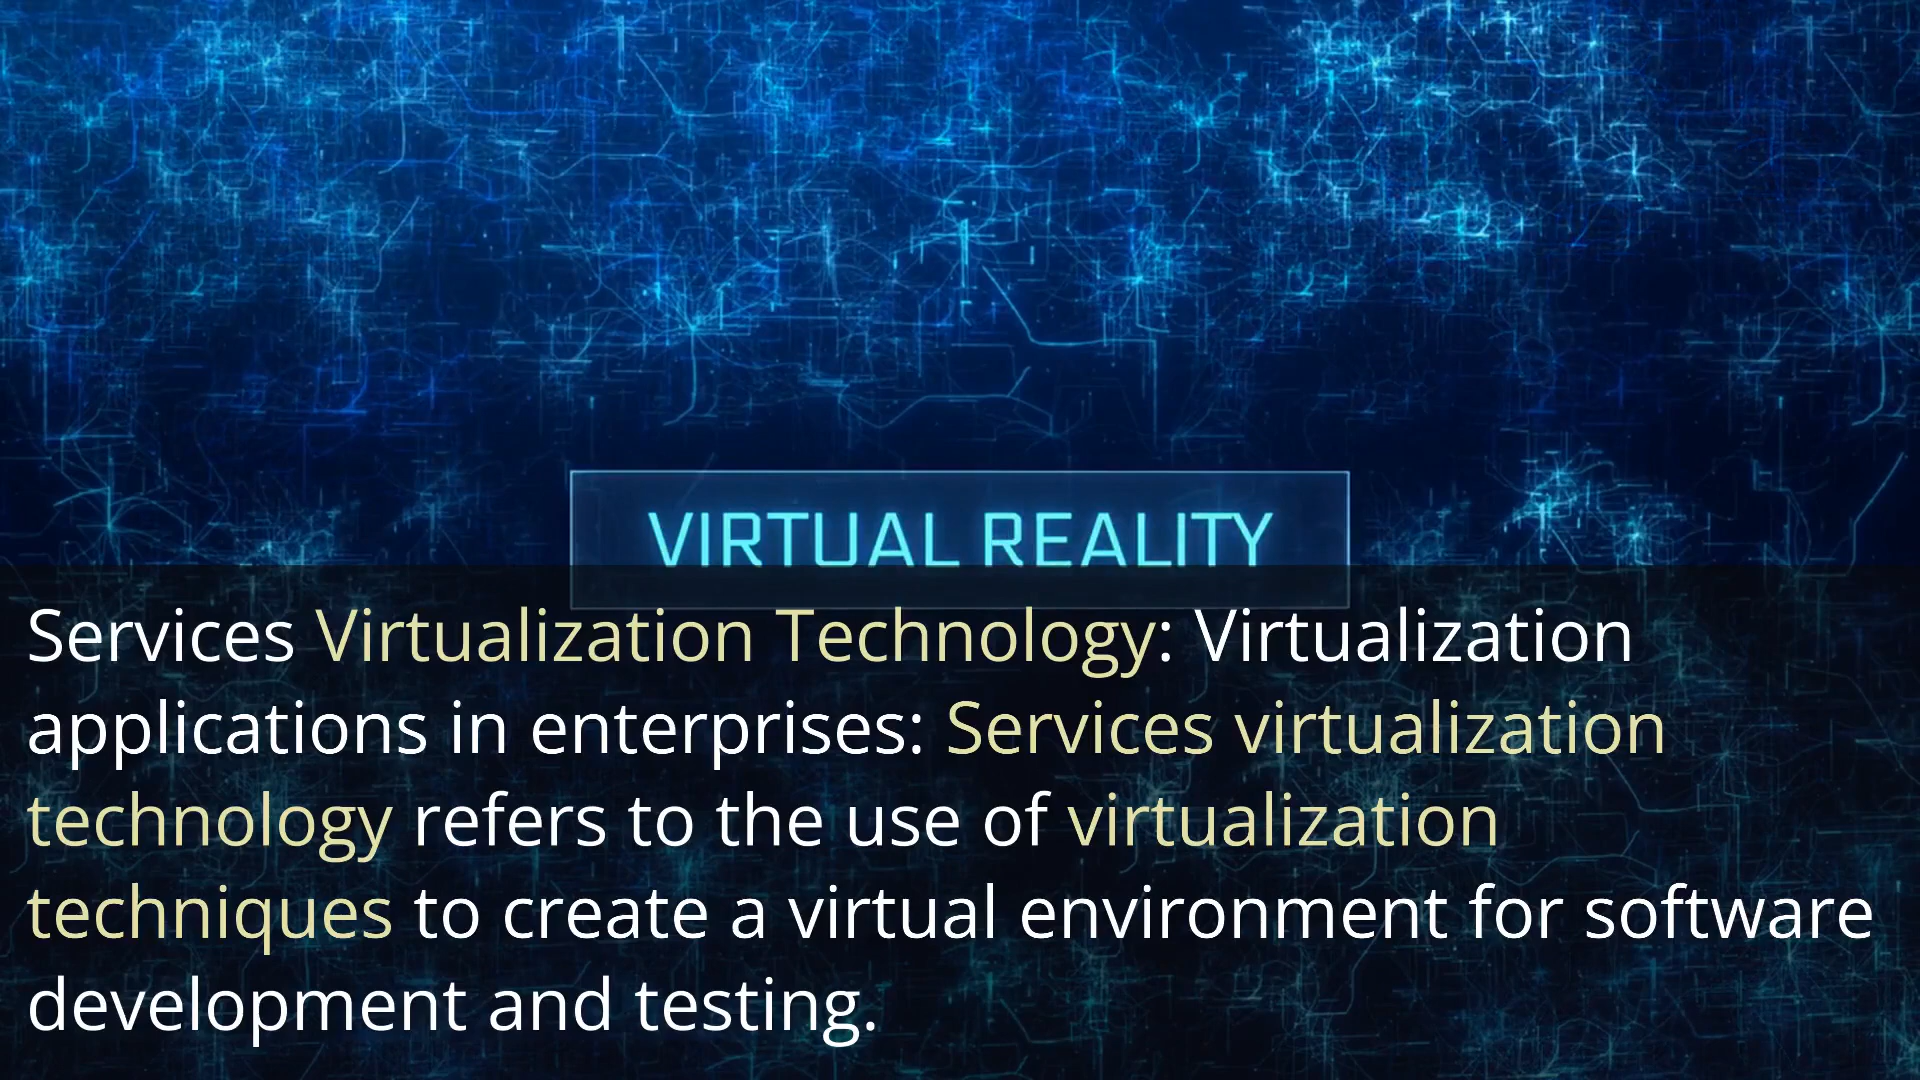 VIRTUAL REALITY
Services Virtualization Technology: Virtualization
applications in enterprises: Services virtualization
technology refers to the use of virtualization
techniques to create a virtual environment for software
development and testing.